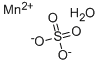 Mn2+ H2O
O
O- S O-
O